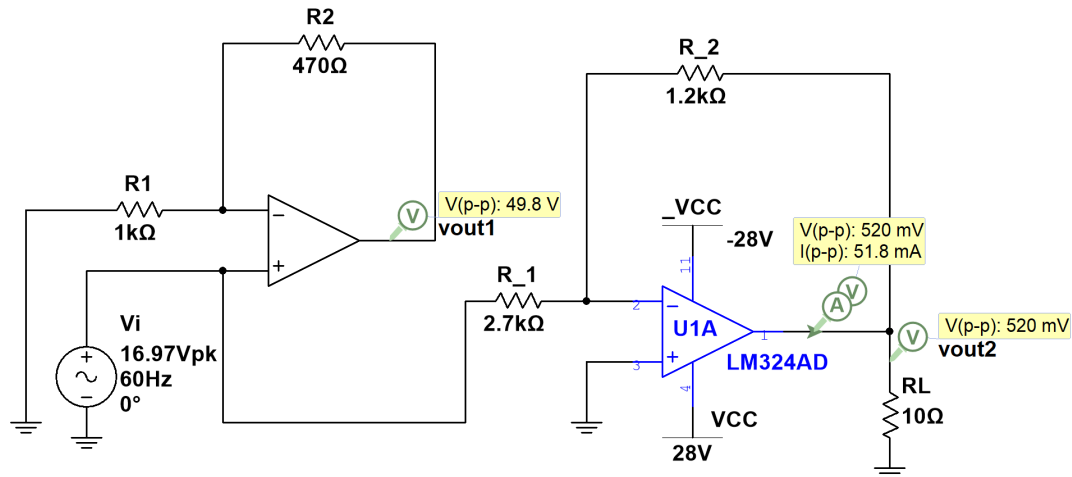 R2
470Ω
R1
1kΩ
V(p-p): 49.8 V
V
vout1
Vi
16.97Vpk
60Hz
0°
R_2
1.2kΩ
_VCC
-28V
11
R_1
2.7kΩ
2
3
U1A
1
LM324AD
4
VCC
28V
V(p-p): 520 mV
I(p-p): 51.8 mA
A
V
V(p-p): 520 mV
V
vout2
RL
10Ω